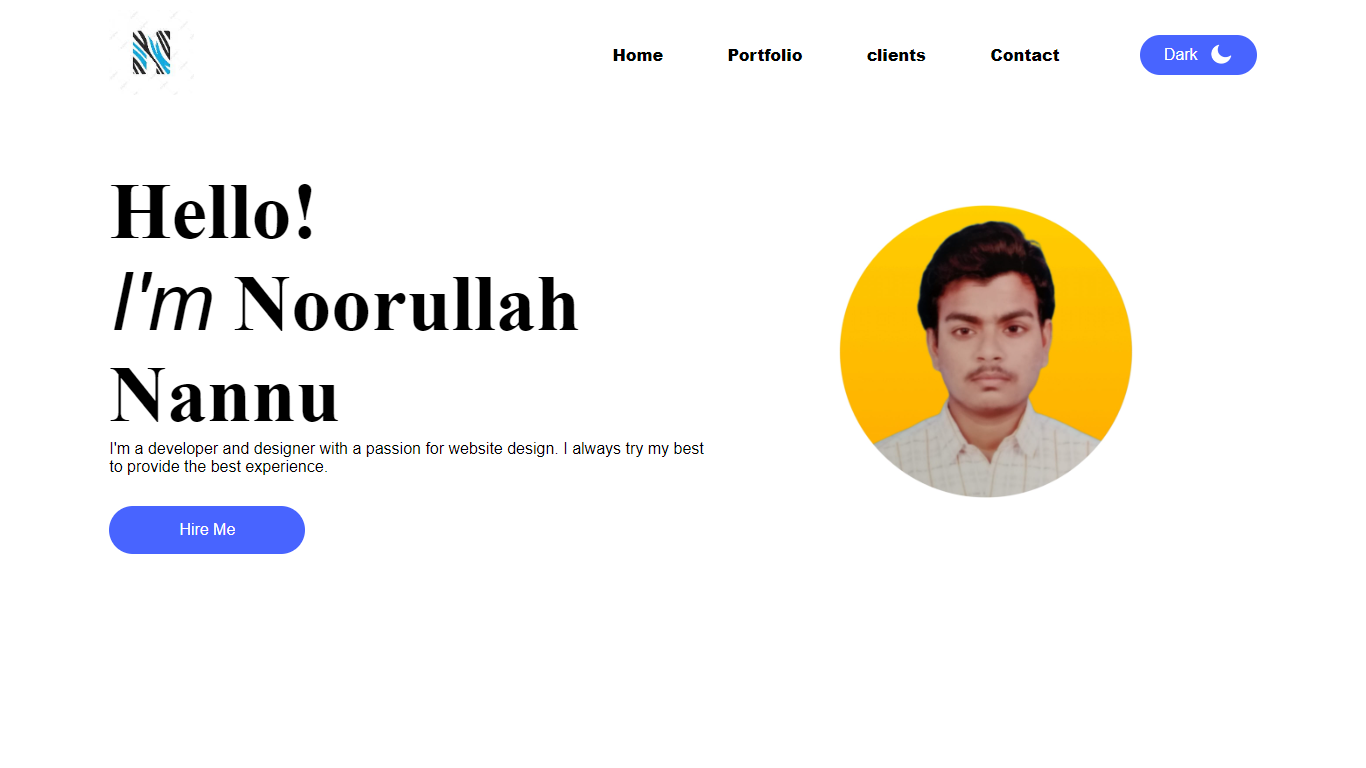 N
Home Portfolio clients Contact Dark
Hello!
I'm Noorullah
Nannu
I'm a developer and designer with a passion for website design. I always try my best
to provide the best experience.
Hire Me